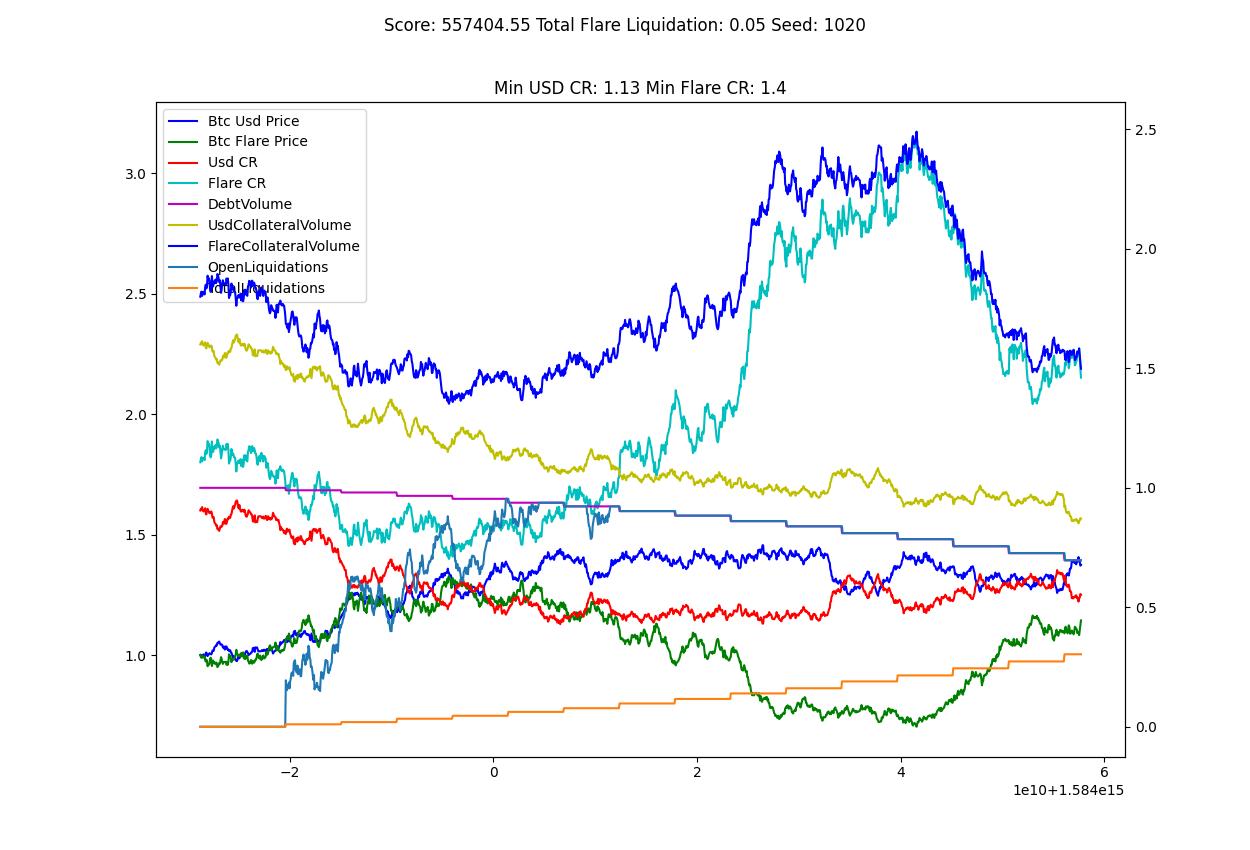 Score: 557404.55 Total Flare Liquidation: 0.05 Seed: 1020
Min USD CR: 1.13 Min Flare CR: 1.4
Btc Usd Price
Btc Flare Price
Usd CR
Flare CR
DebtVolume
UsdCollateralVolume
FlareCollateralVolume
OpenLiquidations
TotalLiquidations
3.0
2.5
2.0
1.5
1.0
2.5
2.0
1.5
1.0
0.5
0.0
−2 0 2 4 6
1e10+1.584e15